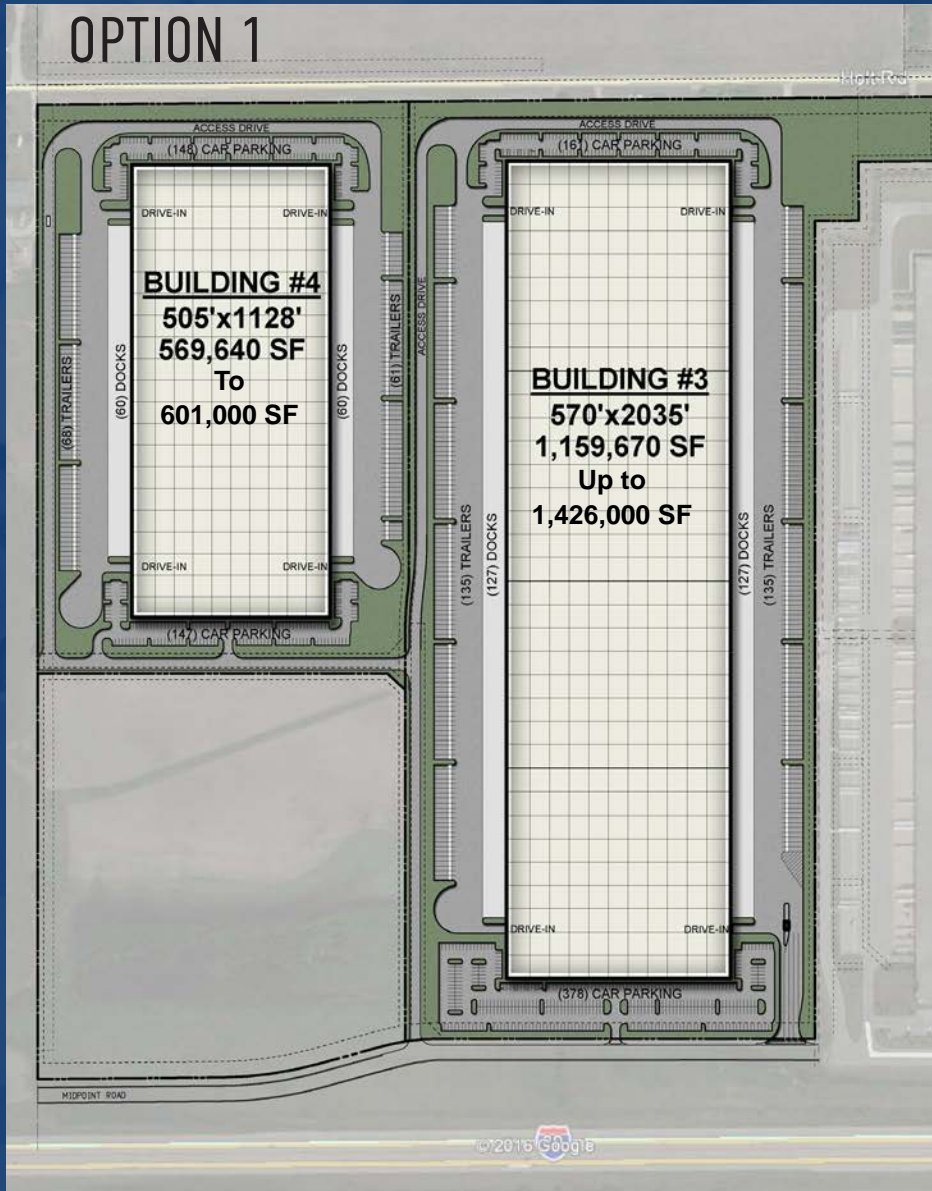 OPTION 1
Holt Rd
ACCESS DRIVE
(148) CAR PARKING
DRIVE-IN
DRIVE-IN
BUILDING #4
505'x1128'
569,640 SF
To
601,000 SF
(68) TRAILERS
(60) DOCKS
(60) DOCKS
(61) TRAILERS
DRIVE-IN
DRIVE-IN
(147) CAR PARKING
ACCESS DRIVE
ACCESS DRIVE
(161) CAR PARKING
DRIVE-IN
DRIVE-IN
BUILDING #3
570'x2035'
1,159,670 SF
Up to
1,426,000 SF
(135) TRAILERS
(127) DOCKS
(127) DOCKS
(135) TRAILERS
DRIVE-IN
DRIVE-IN
(378) CAR PARKING
MIDPOINT ROAD
©2016 Google